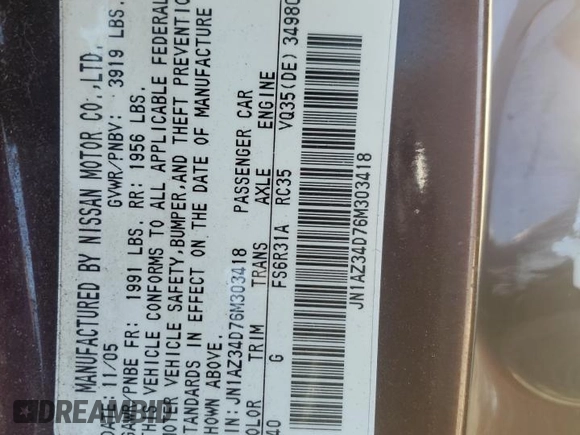 MANUFACTURED BY NISSAN MOTOR CO.,LTD.
DATE: 11/05 GVWR/PNBV: 3919 LBS.
GAWR/PNBE FR: 1991 LBS. RR: 1956 LBS.
THIS VEHICLE CONFORMS TO ALL APPLICABLE FEDERAL
MOTOR VEHICLE SAFETY,BUMPER,AND THEFT PREVENTION
STANDARDS IN EFFECT ON THE DATE OF MANUFACTURE
SHOWN ABOVE.
VIN: JN1AZ34D76M303418 PASSENGER CAR
COLOR TRIM TRANS AXLE ENGINE
G FS6R31A RC35 VQ35(DE) 3498C
JN1AZ34D76M303418
DREAMBID